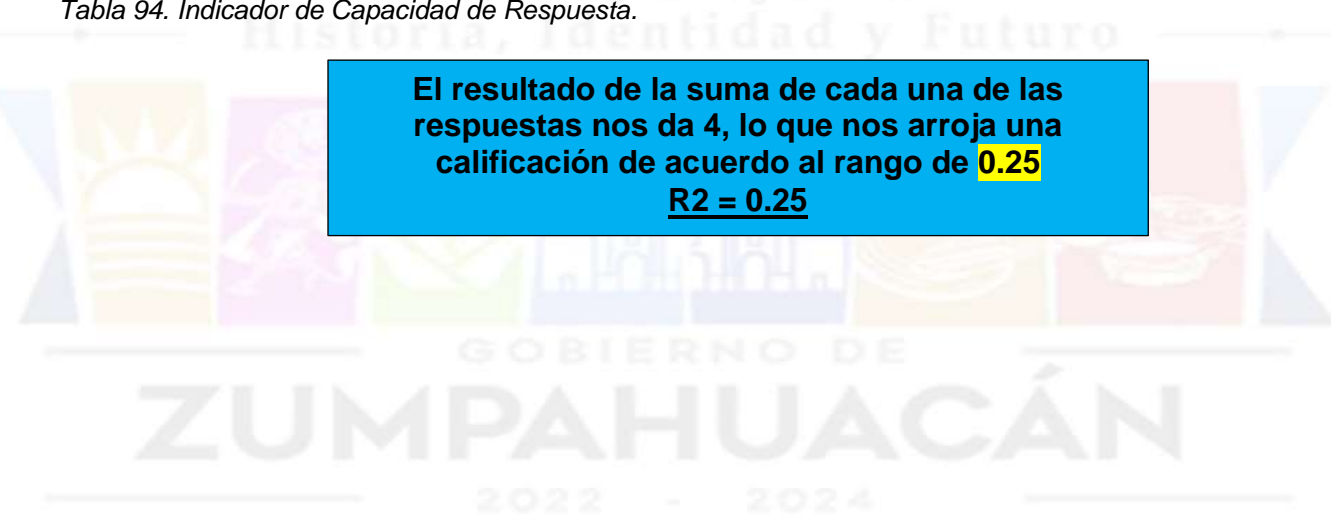 Tabla 94. Indicador de Capacidad de Respuesta.
Historia, Identidad y Futuro
El resultado de la suma de cada una de las
respuestas nos da 4, lo que nos arroja una
calificación de acuerdo al rango de 0.25
R2 = 0.25
GOBIERNO DE
ZUMPAHUACÁN
2022 - 2024